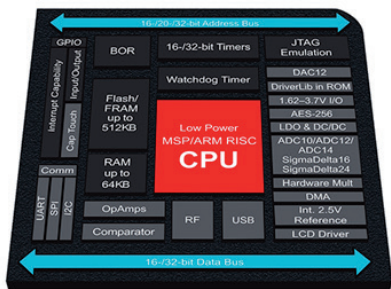 16-/20-/32-bit Address Bus
GPIO
Input/Output
Interrupt Capability
Cap Touch
BOR
16-/32-bit Timers
JTAG
Emulation
Watchdog Timer
Flash/
FRAM
up to
512KB
RAM
up to
64KB
Low Power
MSP/ARM RISC
CPU
DAC12
DriverLib in ROM
1.62–3.7V I/O
AES-256
LDO & DC/DC
ADC10/ADC12/
ADC14
SigmaDelta16
SigmaDelta24
Hardware Mult
DMA
Int. 2.5V
Reference
LCD Driver
Comm
UART
SPI
I2C
OpAmps
Comparator
RF
USB
16-/32-bit Data Bus